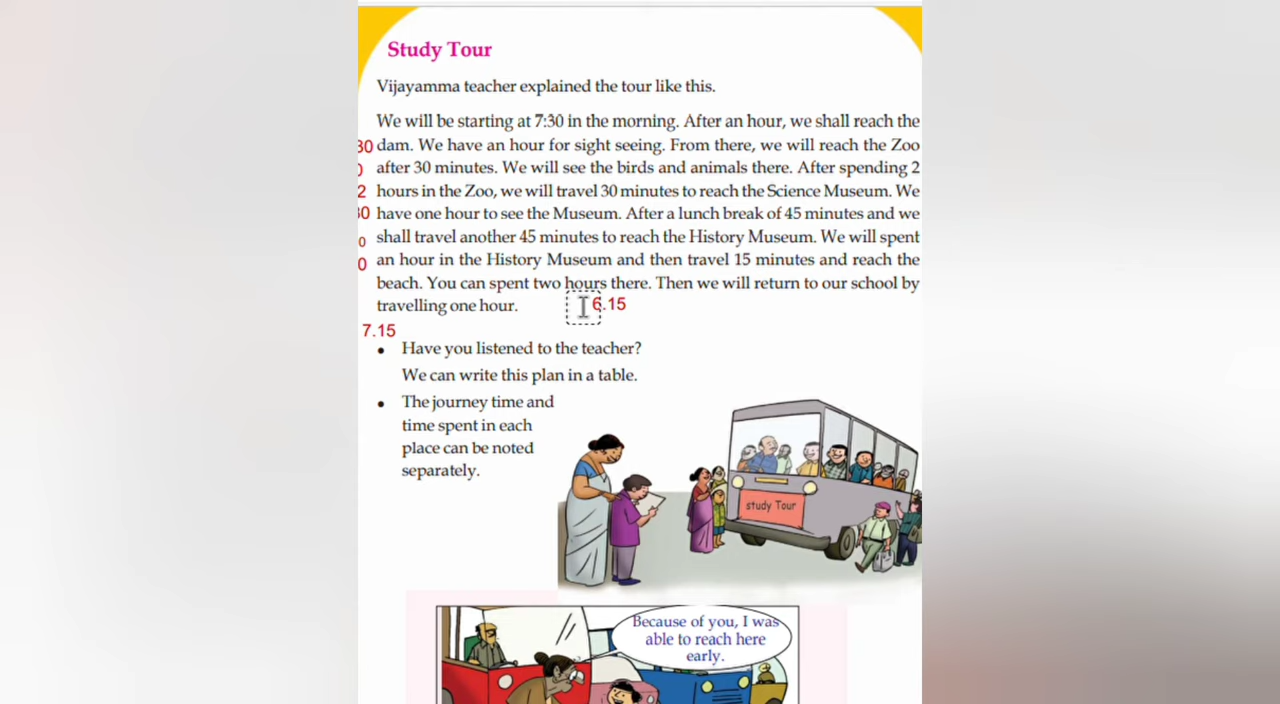 Study Tour
Vijayamma teacher explained the tour like this.
We will be starting at 7:30 in the morning. After an hour, we shall reach the
30 dam. We have an hour for sight seeing. From there, we will reach the Zoo
0 after 30 minutes. We will see the birds and animals there. After spending 2
2 hours in the Zoo, we will travel 30 minutes to reach the Science Museum. We
30 have one hour to see the Museum. After a lunch break of 45 minutes and we
0 shall travel another 45 minutes to reach the History Museum. We will spent
0 an hour in the History Museum and then travel 15 minutes and reach the
beach. You can spent two hours there. Then we will return to our school by
travelling one hour. 6.15
7.15
• Have you listened to the teacher?
We can write this plan in a table.
• The journey time and
time spent in each
place can be noted
separately.
study Tour
Because of you, I was
able to reach here
early.